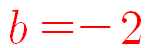 b = - 2